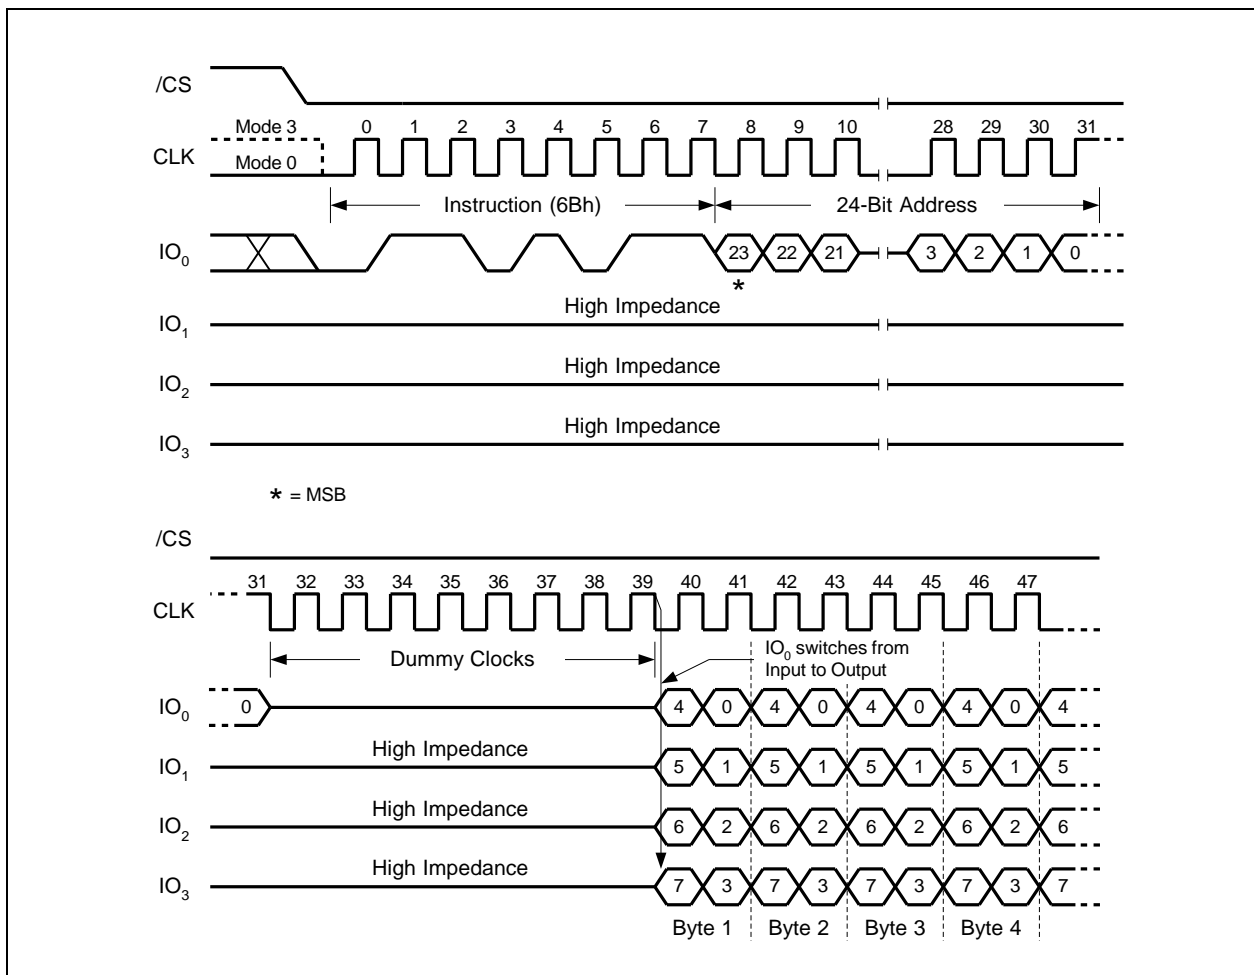 /CS
Mode 3 0 1 2 3 4 5 6 7 8 9 10 28 29 30 31
CLK
Mode 0
Instruction (6Bh) 24-Bit Address
IO0 23 22 21 3 2 1 0
*
High Impedance
IO1
High Impedance
IO2
High Impedance
IO3
* = MSB
/CS
31 32 33 34 35 36 37 38 39 40 41 42 43 44 45 46 47
CLK
IO0 switches from
Input to Output
Dummy Clocks
IO0 0 4 0 4 0 4 0 4 0 4
High Impedance
IO1 5 1 5 1 5 1 5 1 5
High Impedance
IO2 6 2 6 2 6 2 6 2 6
High Impedance
IO3 7 3 7 3 7 3 7 3 7
Byte 1 Byte 2 Byte 3 Byte 4